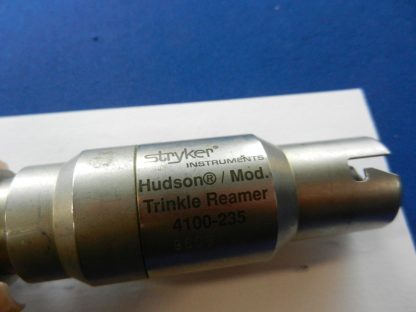 stryker®
INSTRUMENTS
Hudson® / Mod.
Trinkle Reamer
4100-235